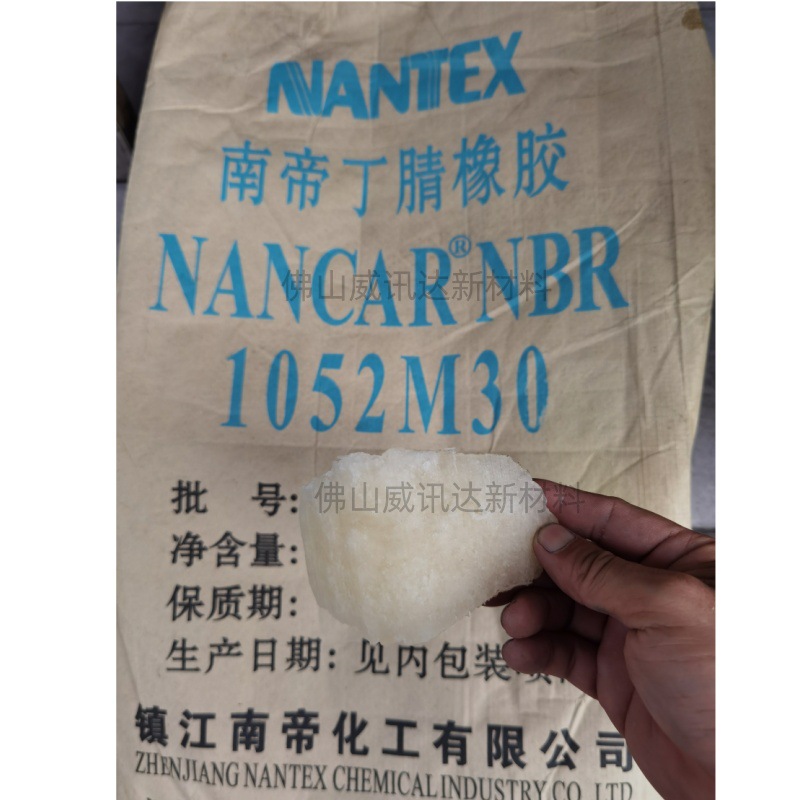 NANTEX
南帝丁腈橡胶
NANCAR® NBR
佛山威讯达新材料
1052M30
批 号:
佛山威讯达新材料
净含量:
保质期:
生产日期: 见内包装
镇江南帝化工有限公司
ZHENJIANG NANTEX CHEMICAL INDUSTRY CO., LTD